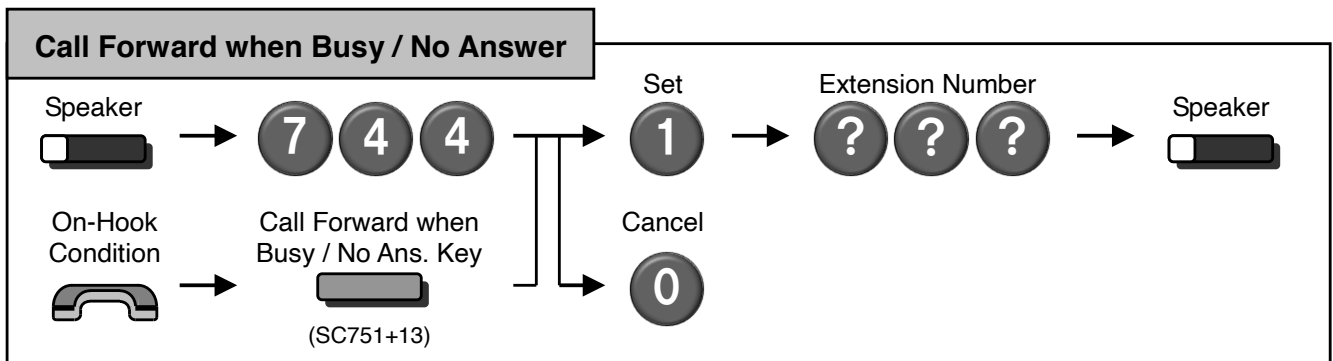 Call Forward when Busy / No Answer
Speaker
7 4 4
Set
1
Extension Number
? ? ?
Speaker
On-Hook
Condition
Call Forward when
Busy / No Ans. Key
(SC751+13)
Cancel
0